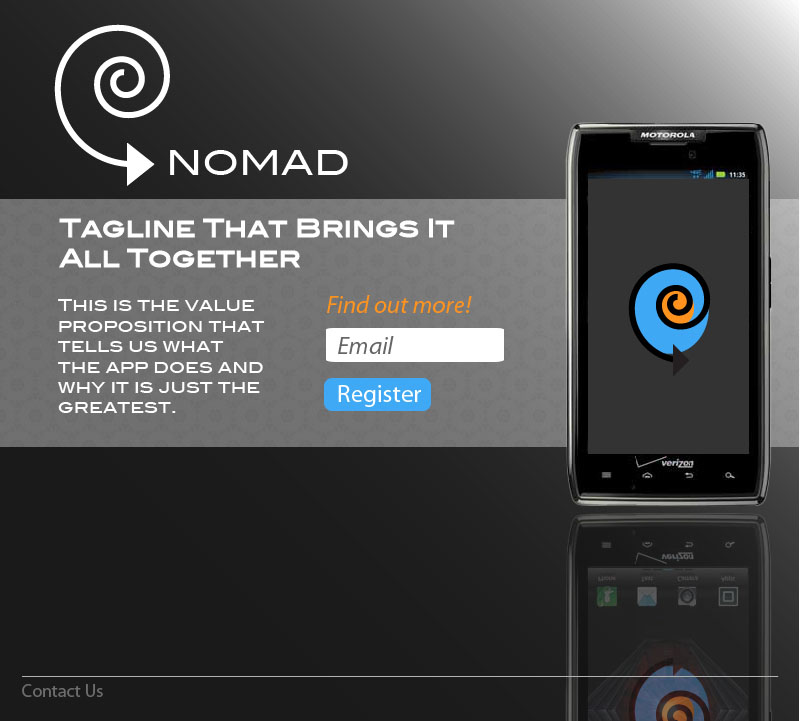 NOMAD
TAGLINE THAT BRINGS IT
ALL TOGETHER
THIS IS THE VALUE
PROPOSITION THAT
TELLS US WHAT
THE APP DOES AND
WHY IT IS JUST THE
GREATEST.
Find out more!
Email
Register
MOTOROLA
11:35
verizon
verizon
Contact Us